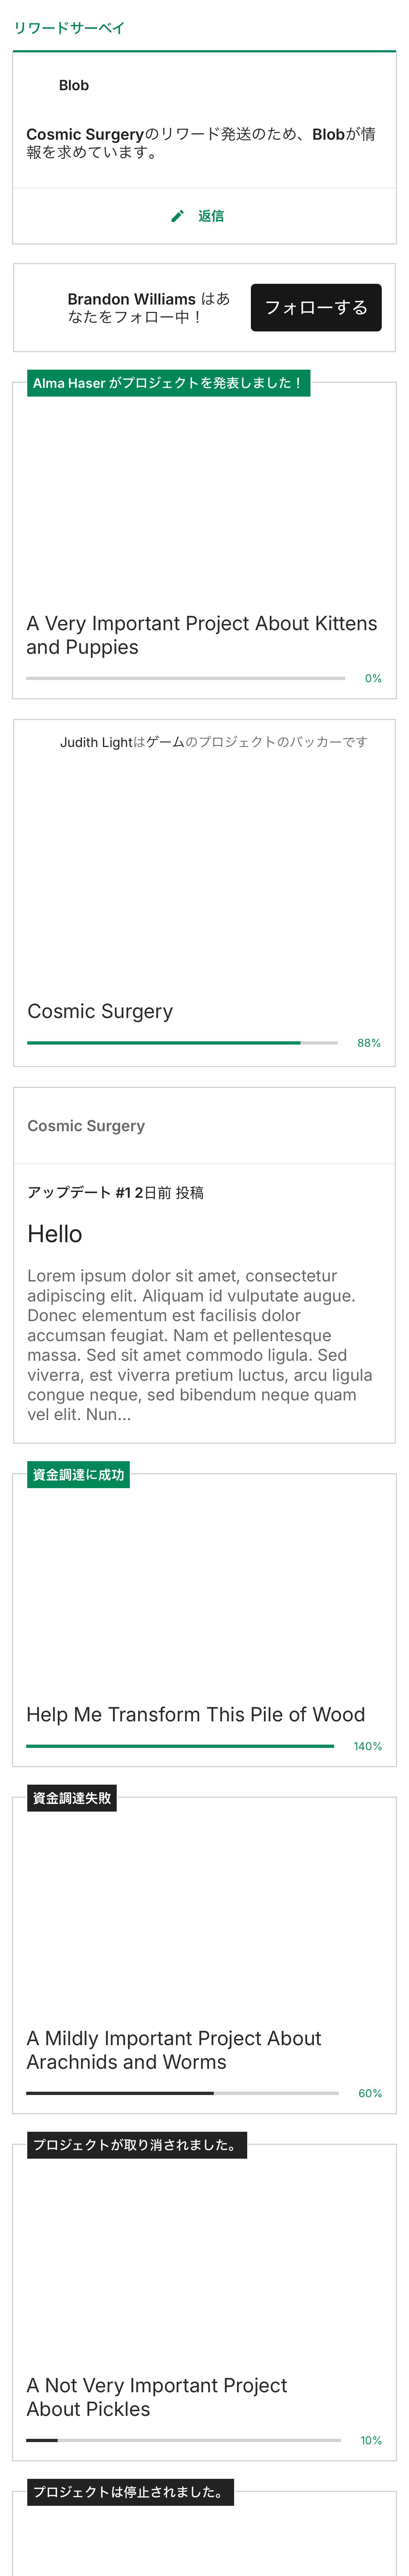 リワードサーベイ
Blob
Cosmic Surgeryのリワード発送のため、Blobが情
報を求めています。
返信
Brandon Williams はあ
なたをフォロー中！
フォローする
Alma Haser がプロジェクトを発表しました！
A Very Important Project About Kittens
and Puppies
0%
Judith Lightはゲームのプロジェクトのバッカーです
Cosmic Surgery
88%
Cosmic Surgery
アップデート #1 2日前 投稿
Hello
Lorem ipsum dolor sit amet, consectetur
adipiscing elit. Aliquam id vulputate augue.
Donec elementum est facilisis dolor
accumsan feugiat. Nam et pellentesque
massa. Sed sit amet commodo ligula. Sed
viverra, est viverra pretium luctus, arcu ligula
congue neque, sed bibendum neque quam
vel elit. Nun...
資金調達に成功
Help Me Transform This Pile of Wood
140%
資金調達失敗
A Mildly Important Project About
Arachnids and Worms
60%
プロジェクトが取り消されました。
A Not Very Important Project
About Pickles
10%
プロジェクトは停止されました。